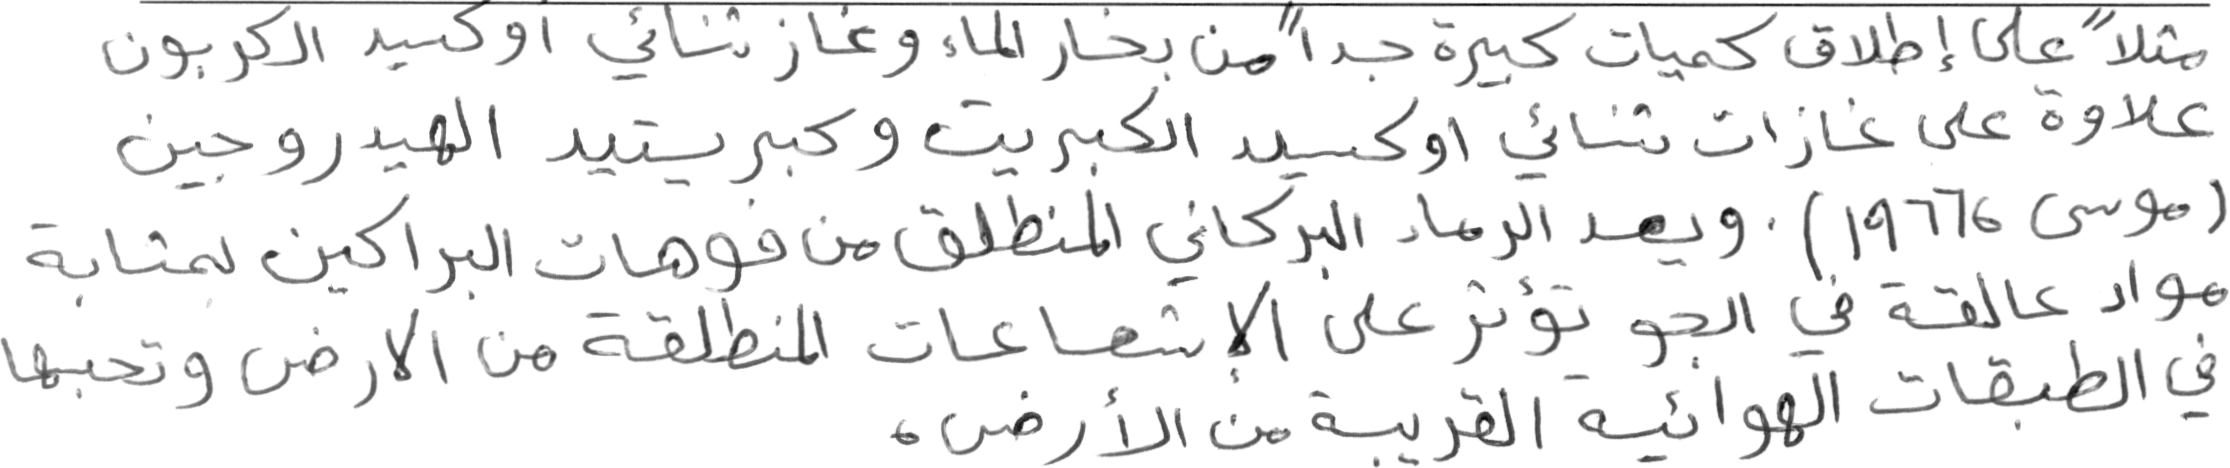 مثلاً على إطلاق كميات كبيرة جداً من بخار الماء وغاز ثنائي اوكسيد الكربون
علاوة على غازات ثنائي اوكسيد الكبريت وكبريتيد الهيدروجين
(موسى ١٩٦٦). ويعد الرماد البركاني المنطلق من فوهات البراكين بمثابة
مواد عالقة في الجو تؤثر على الإشعاعات المنطلقة من الارض وتحبها
في الطبقات الهوائية القريبة من الأرض.